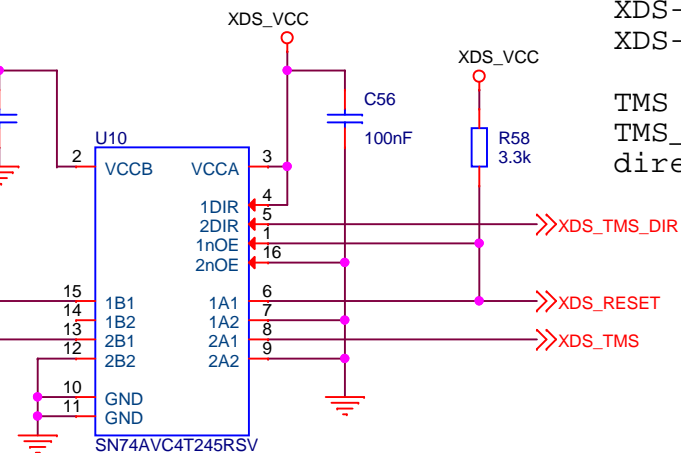 XDS-
XDS_VCC
XDS-
XDS_VCC
C56
TMS
100nF
R58
3.3k
TMS_
dire
U10
2 VCCB VCCA 3
1DIR 4
2DIR 5 XDS_TMS_DIR
1nOE 1
2nOE 16
15 1B1 1A1 6 XDS_RESET
14 1B2 1A2 7
13 2B1 2A1 8 XDS_TMS
12 2B2 2A2 9
10 GND
11 GND
SN74AVC4T245RSV